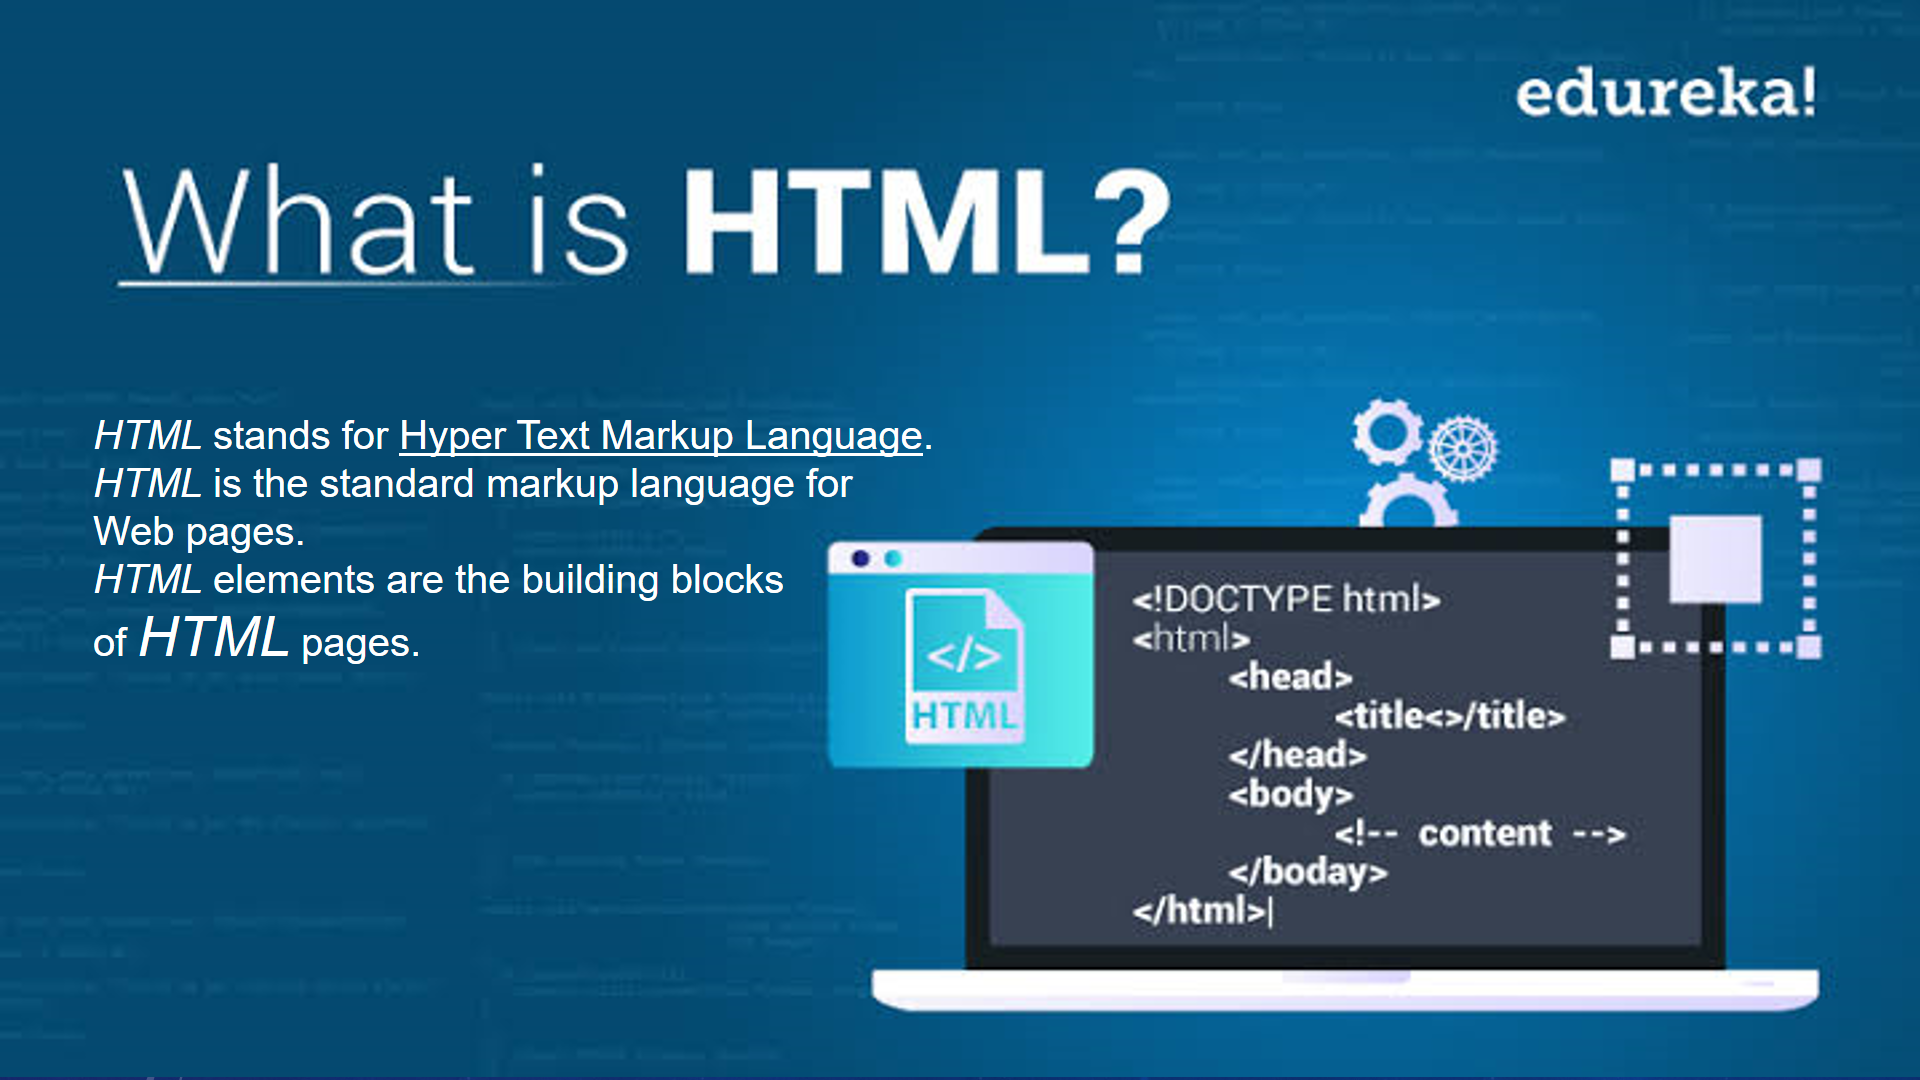 edureka!
What is HTML?
HTML stands for Hyper Text Markup Language.
HTML is the standard markup language for
Web pages.
HTML elements are the building blocks
of HTML pages.
</>
HTML
<!DOCTYPE html>
<html>
<head>
<title<>/title>
</head>
<body>
<!-- content -->
</boday>
</html>|